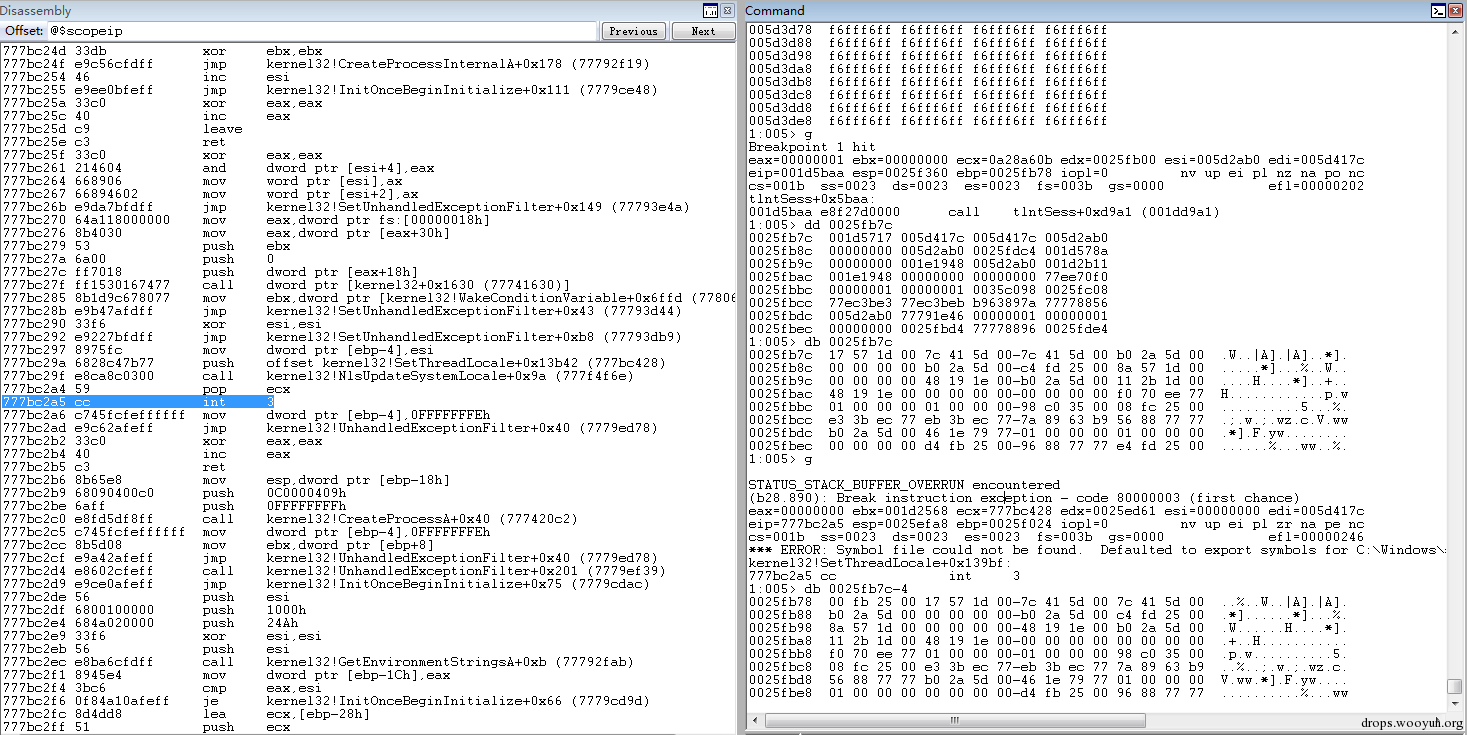 Disassembly
Offset: @$scopeip
Previous
Next
777bc24d 33db xor ebx,ebx
777bc24f e9c56cfdff jmp kernel32!CreateProcessInternalA+0x178 (77792f19)
777bc254 46 inc esi
777bc255 e9ee0bfeff jmp kernel32!InitOnceBeginInitialize+0x111 (7779ce48)
777bc25a 33c0 xor eax,eax
777bc25c 40 inc eax
777bc25d c9 leave
777bc25e c3 ret
777bc25f 33c0 xor eax,eax
777bc261 214604 and dword ptr [esi+4],eax
777bc264 668906 mov word ptr [esi],ax
777bc267 66894602 mov word ptr [esi+2],ax
777bc26b e9da7bfdff jmp kernel32!SetUnhandledExceptionFilter+0x149 (77793e4a)
777bc270 64a118000000 mov eax,dword ptr fs:[00000018h]
777bc276 8b4030 mov eax,dword ptr [eax+30h]
777bc279 53 push ebx
777bc27a 6a00 push 0
777bc27c ff7018 push dword ptr [eax+18h]
777bc27f ff1530167477 call dword ptr [kernel32+0x1630 (77741630)]
777bc285 8b1d9c678077 mov ebx,dword ptr [kernel32!WakeConditionVariable+0x6ffd (77806
777bc28b e9b47afdff jmp kernel32!SetUnhandledExceptionFilter+0x43 (77793d44)
777bc290 33f6 xor esi,esi
777bc292 e9227bfdff jmp kernel32!SetUnhandledExceptionFilter+0xb8 (77793db9)
777bc297 8975fc mov dword ptr [ebp-4],esi
777bc29a 6828c47b77 push offset kernel32!SetThreadLocale+0x13b42 (777bc428)
777bc29f e8ca8c0300 call kernel32!NlsUpdateSystemLocale+0x9a (777f4f6e)
777bc2a4 59 pop ecx
777bc2a5 cc int 3
777bc2a6 c745fcfeffffff mov dword ptr [ebp-4],0FFFFFFFEh
777bc2ad e9c62afeff jmp kernel32!UnhandledExceptionFilter+0x40 (7779ed78)
777bc2b2 33c0 xor eax,eax
777bc2b4 40 inc eax
777bc2b5 c3 ret
777bc2b6 8b65e8 mov esp,dword ptr [ebp-18h]
777bc2b9 68090400c0 push 0C0000409h
777bc2be 6aff push 0FFFFFFFFh
777bc2c0 e8fd5df8ff call kernel32!CreateProcessA+0x40 (777420c2)
777bc2c5 c745fcfeffffff mov dword ptr [ebp-4],0FFFFFFFEh
777bc2cc 8b5d08 mov ebx,dword ptr [ebp+8]
777bc2cf e9a42afeff jmp kernel32!UnhandledExceptionFilter+0x40 (7779ed78)
777bc2d4 e8602cfeff call kernel32!UnhandledExceptionFilter+0x201 (7779ef39)
777bc2d9 e9ce0afeff jmp kernel32!InitOnceBeginInitialize+0x75 (7779cdac)
777bc2de 56 push esi
777bc2df 6800100000 push 1000h
777bc2e4 684a020000 push 24Ah
777bc2e9 33f6 xor esi,esi
777bc2eb 56 push esi
777bc2ec e8ba6cfdff call kernel32!GetEnvironmentStringsA+0xb (77792fab)
777bc2f1 8945e4 mov dword ptr [ebp-1Ch],eax
777bc2f4 3bc6 cmp eax,esi
777bc2f6 0f84a10afeff je kernel32!InitOnceBeginInitialize+0x66 (7779cd9d)
777bc2fc 8d4dd8 lea ecx,[ebp-28h]
777bc2ff 51 push ecx
Command
005d3d78 f6fff6ff f6fff6ff f6fff6ff f6fff6ff
005d3d88 f6fff6ff f6fff6ff f6fff6ff f6fff6ff
005d3d98 f6fff6ff f6fff6ff f6fff6ff f6fff6ff
005d3da8 f6fff6ff f6fff6ff f6fff6ff f6fff6ff
005d3db8 f6fff6ff f6fff6ff f6fff6ff f6fff6ff
005d3dc8 f6fff6ff f6fff6ff f6fff6ff f6fff6ff
005d3dd8 f6fff6ff f6fff6ff f6fff6ff f6fff6ff
005d3de8 f6fff6ff f6fff6ff f6fff6ff f6fff6ff
1:005> g
Breakpoint 1 hit
eax=00000001 ebx=00000000 ecx=0a28a60b edx=0025fb00 esi=005d2ab0 edi=005d417c
eip=001d5baa esp=0025f360 ebp=0025fb78 iopl=0 nv up ei pl nz na po nc
cs=001b ss=0023 ds=0023 es=0023 fs=003b gs=0000 efl=00000202
tlntSess+0x5baa:
001d5baa e8f27d0000 call tlntSess+0xd9a1 (001dd9a1)
1:005> dd 0025fb7c
0025fb7c 001d5717 005d417c 005d417c 005d2ab0
0025fb8c 00000000 005d2ab0 0025fdc4 001d578a
0025fb9c 00000000 001e1948 005d2ab0 001d2b11
0025fbac 001e1948 00000000 00000000 77ee70f0
0025fbbc 00000001 00000001 0035c098 0025fc08
0025fbcc 77ec3be3 77ec3beb b963897a 77778856
0025fbdc 005d2ab0 77791e46 00000001 00000001
0025fbec 00000000 0025fbd4 77778896 0025fde4
1:005> db 0025fb7c
0025fb7c 17 57 1d 00 7c 41 5d 00-7c 41 5d 00 b0 2a 5d 00 .W..|A].|A]..*].
0025fb8c 00 00 00 00 b0 2a 5d 00-c4 fd 25 00 8a 57 1d 00 .....*]...%..W..
0025fb9c 00 00 00 00 48 19 1e 00-b0 2a 5d 00 11 2b 1d 00 ....H....*]..+..
0025fbac 48 19 1e 00 00 00 00 00-00 00 00 00 f0 70 ee 77 H............p.w
0025fbbc 01 00 00 00 01 00 00 00-98 c0 35 00 08 fc 25 00 ..........5...%.
0025fbcc e3 3b ec 77 eb 3b ec 77-7a 89 63 b9 56 88 77 77 .;.w.;.wz.c.V.ww
0025fbdc b0 2a 5d 00 46 1e 79 77-01 00 00 00 01 00 00 00 .*].F.yw........
0025fbec 00 00 00 00 d4 fb 25 00-96 88 77 77 e4 fd 25 00 ......%...ww..%.
1:005> g
STATUS_STACK_BUFFER_OVERRUN encountered
(b28.890): Break instruction exception - code 80000003 (first chance)
eax=00000000 ebx=001d2568 ecx=777bc428 edx=0025ed61 esi=00000000 edi=005d417c
eip=777bc2a5 esp=0025efa8 ebp=0025f024 iopl=0 nv up ei pl zr na pe nc
cs=001b ss=0023 ds=0023 es=0023 fs=003b gs=0000 efl=00000246
*** ERROR: Symbol file could not be found. Defaulted to export symbols for C:\Windows\
kernel32!SetThreadLocale+0x139bf:
777bc2a5 cc int 3
1:005> db 0025fb7c-4
0025fb78 00 fb 25 00 17 57 1d 00-7c 41 5d 00 7c 41 5d 00 ..%..W..|A].|A].
0025fb88 b0 2a 5d 00 00 00 00 00-b0 2a 5d 00 c4 fd 25 00 .*]......*]...%.
0025fb98 8a 57 1d 00 00 00 00 00-48 19 1e 00 b0 2a 5d 00 .W......H....*].
0025fba8 11 2b 1d 00 48 19 1e 00-00 00 00 00 00 00 00 00 .+..H...........
0025fbb8 f0 70 ee 77 01 00 00 00-01 00 00 00 98 c0 35 00 .p.w..........5.
0025fbc8 08 fc 25 00 e3 3b ec 77-eb 3b ec 77 7a 89 63 b9 ..%..;.w.;.wz.c.
0025fbd8 56 88 77 77 b0 2a 5d 00-46 1e 79 77 01 00 00 00 V.ww.*].F.yw....
0025fbe8 01 00 00 00 00 00 00 00-d4 fb 25 00 96 88 77 77 ..........%...ww
drops.wooyun.org